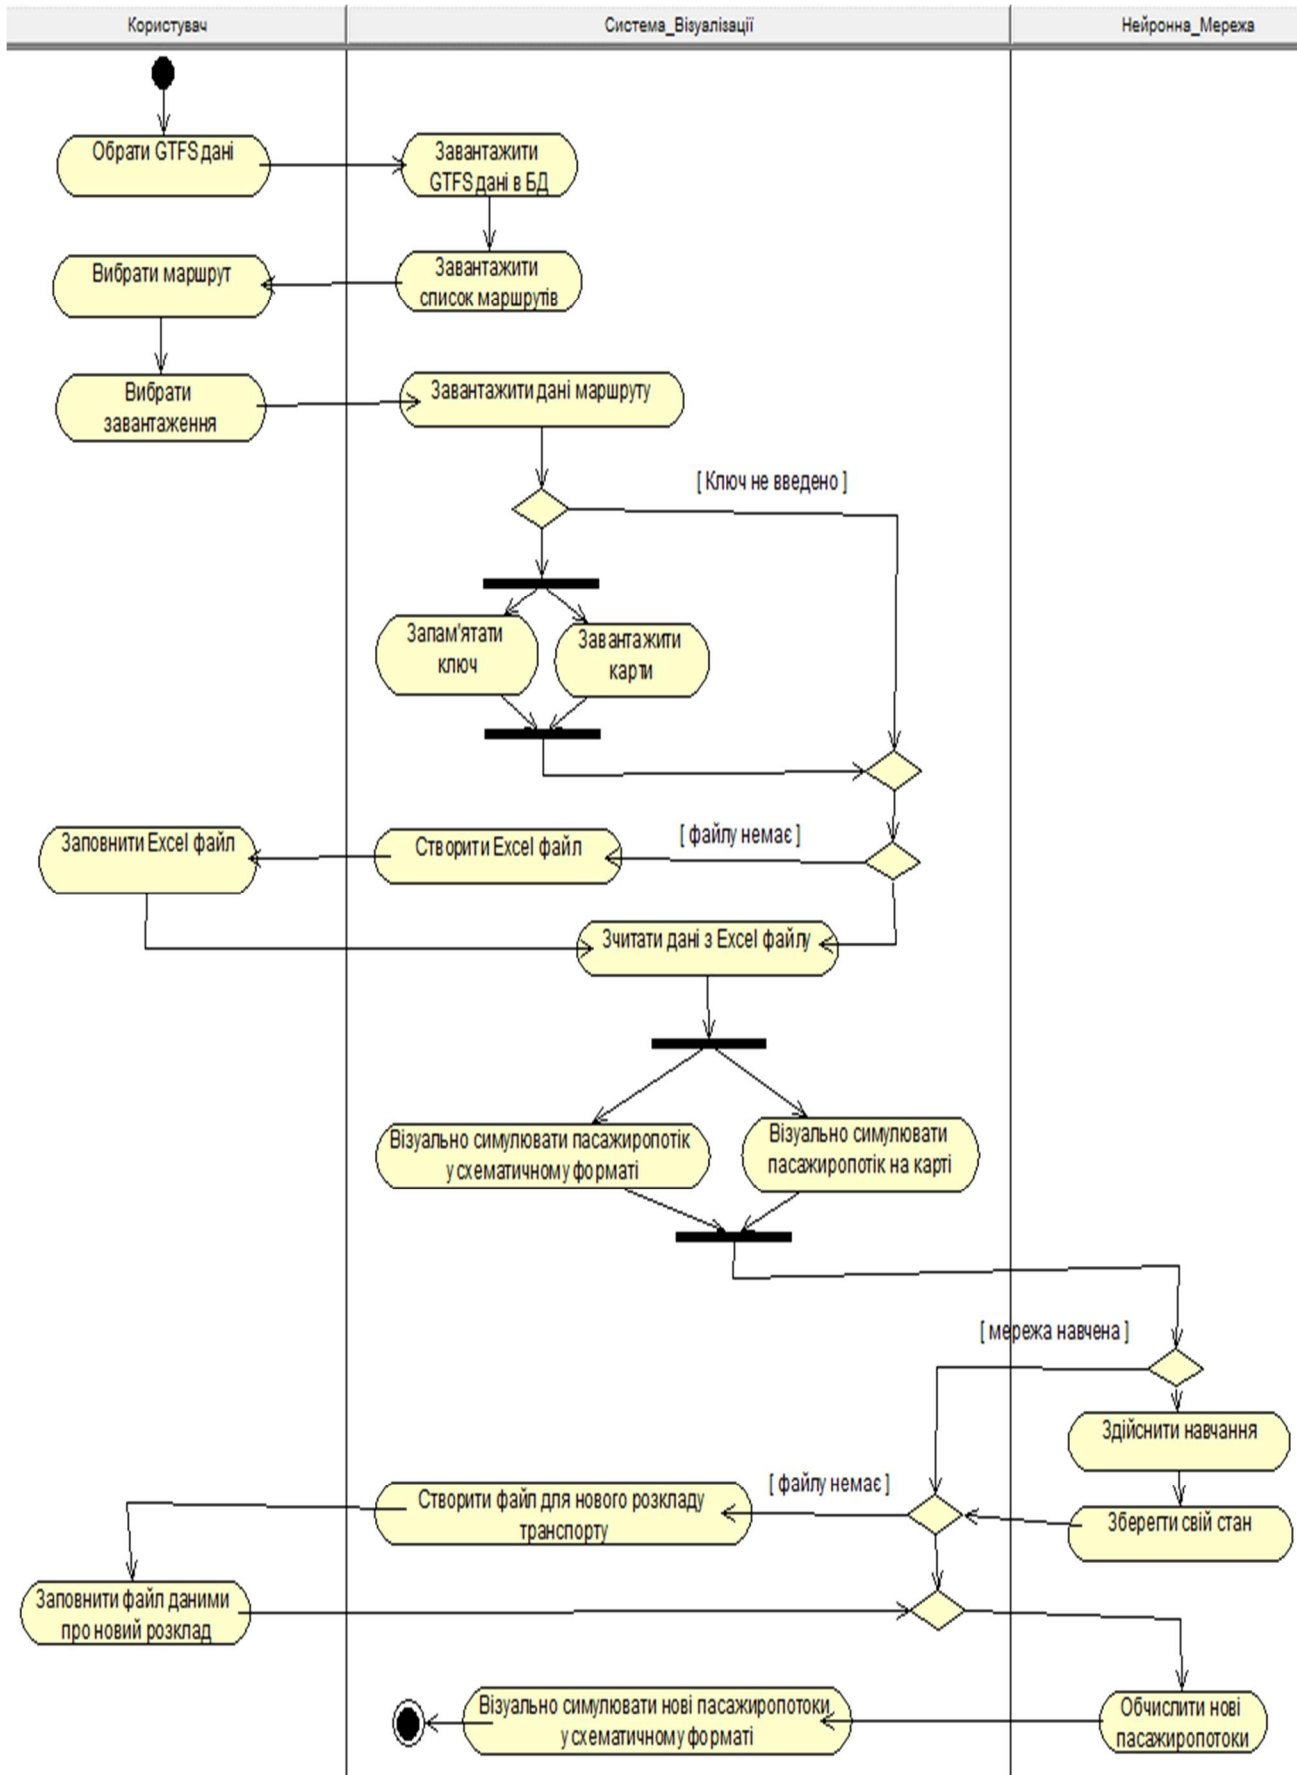 Користувач
Система_Візуалізації
Нейронна_Мережа
Обрати GTFS дані
Завантажити
GTFS дані в БД
Вибрати маршрут
Завантажити
список маршрутів
Вибрати
завантаження
Завантажити дані маршруту
[ Ключ не введено ]
Запам'ятати
ключ
Завантажити
карти
Заповнити Excel файл
Створити Excel файл
[ файлу немає ]
Зчитати дані з Excel файлу
Візуально симулювати пасажиропотік
у схематичному форматі
Візуально симулювати
пасажиропотік на карті
[ мережа навчена ]
Здійснити навчання
Створити файл для нового розкладу
транспорту
[ файлу немає ]
Зберегти свій стан
Заповнити файл даними
про новий розклад
Візуально симулювати нові пасажиропотоки
у схематичному форматі
Обчислити нові
пасажиропотоки